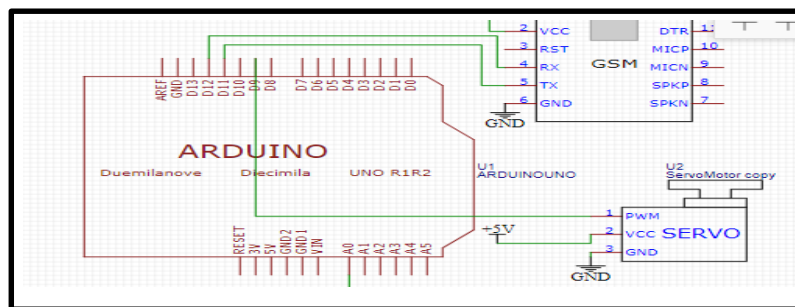 2 VCC DTR 11
3 RST MICP 10
4 RX GSM MICN 9
5 TX SPKP 8
6 GND SPKN 7
GND
AREF GND D13 D12 D11 D10 D9 D8 D7 D6 D5 D4 D3 D2 D1 D0
ARDUINO
Duemilanove Diecimila UNO R1R2
U1
ARDUINOUNO
U2
ServoMotor copy
RESET 3V 5V GND2 GND1 VIN A0 A1 A2 A3 A4 A5
+5V
1 PWM
2 VCC SERVO
3 GND
GND